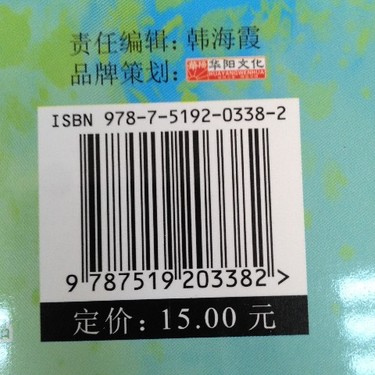 责任编辑：韩海霞
品牌策划：华阳文化
HUAYANGWENHUA
ISBN 978-7-5192-0338-2
9 787519 203382 >
定价：15.00 元